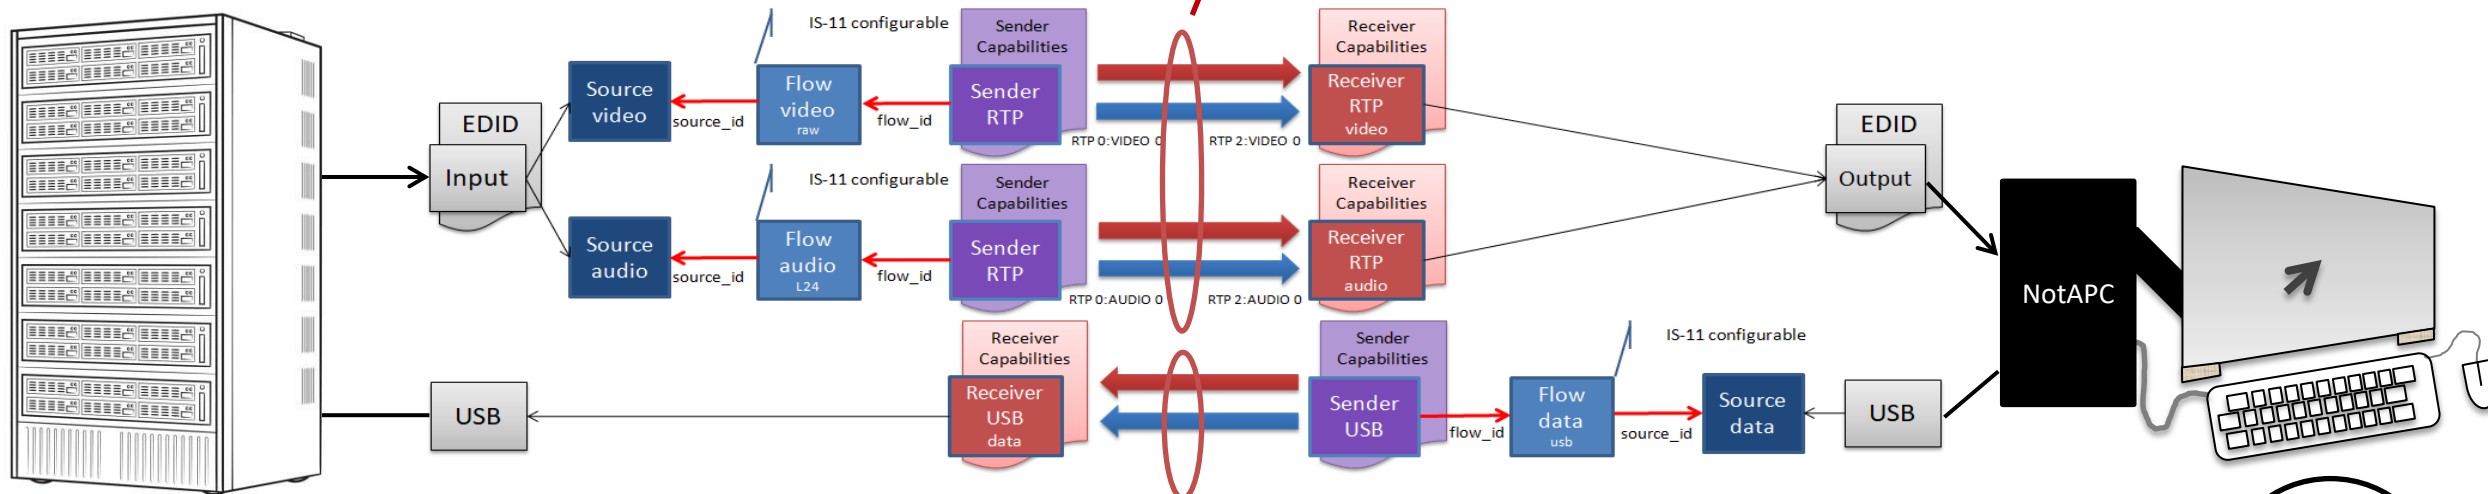 IS-11 configurable
Sender
Capabilities
Receiver
Capabilities
EDID
Input
Source
video
source_id
Flow
video
raw
flow_id
Sender
RTP
RTP 0:VIDEO 0
RTP 2:VIDEO 0
Receiver
RTP
video
IS-11 configurable
Sender
Capabilities
Receiver
Capabilities
Source
audio
source_id
Flow
audio
L24
flow_id
Sender
RTP
RTP 0:AUDIO 0
RTP 2:AUDIO 0
Receiver
RTP
audio
EDID
Output
NotAPC
Receiver
Capabilities
Sender
Capabilities
IS-11 configurable
USB
Receiver
USB
data
Sender
USB
flow_id
Flow
data
usb
source_id
Source
data
USB